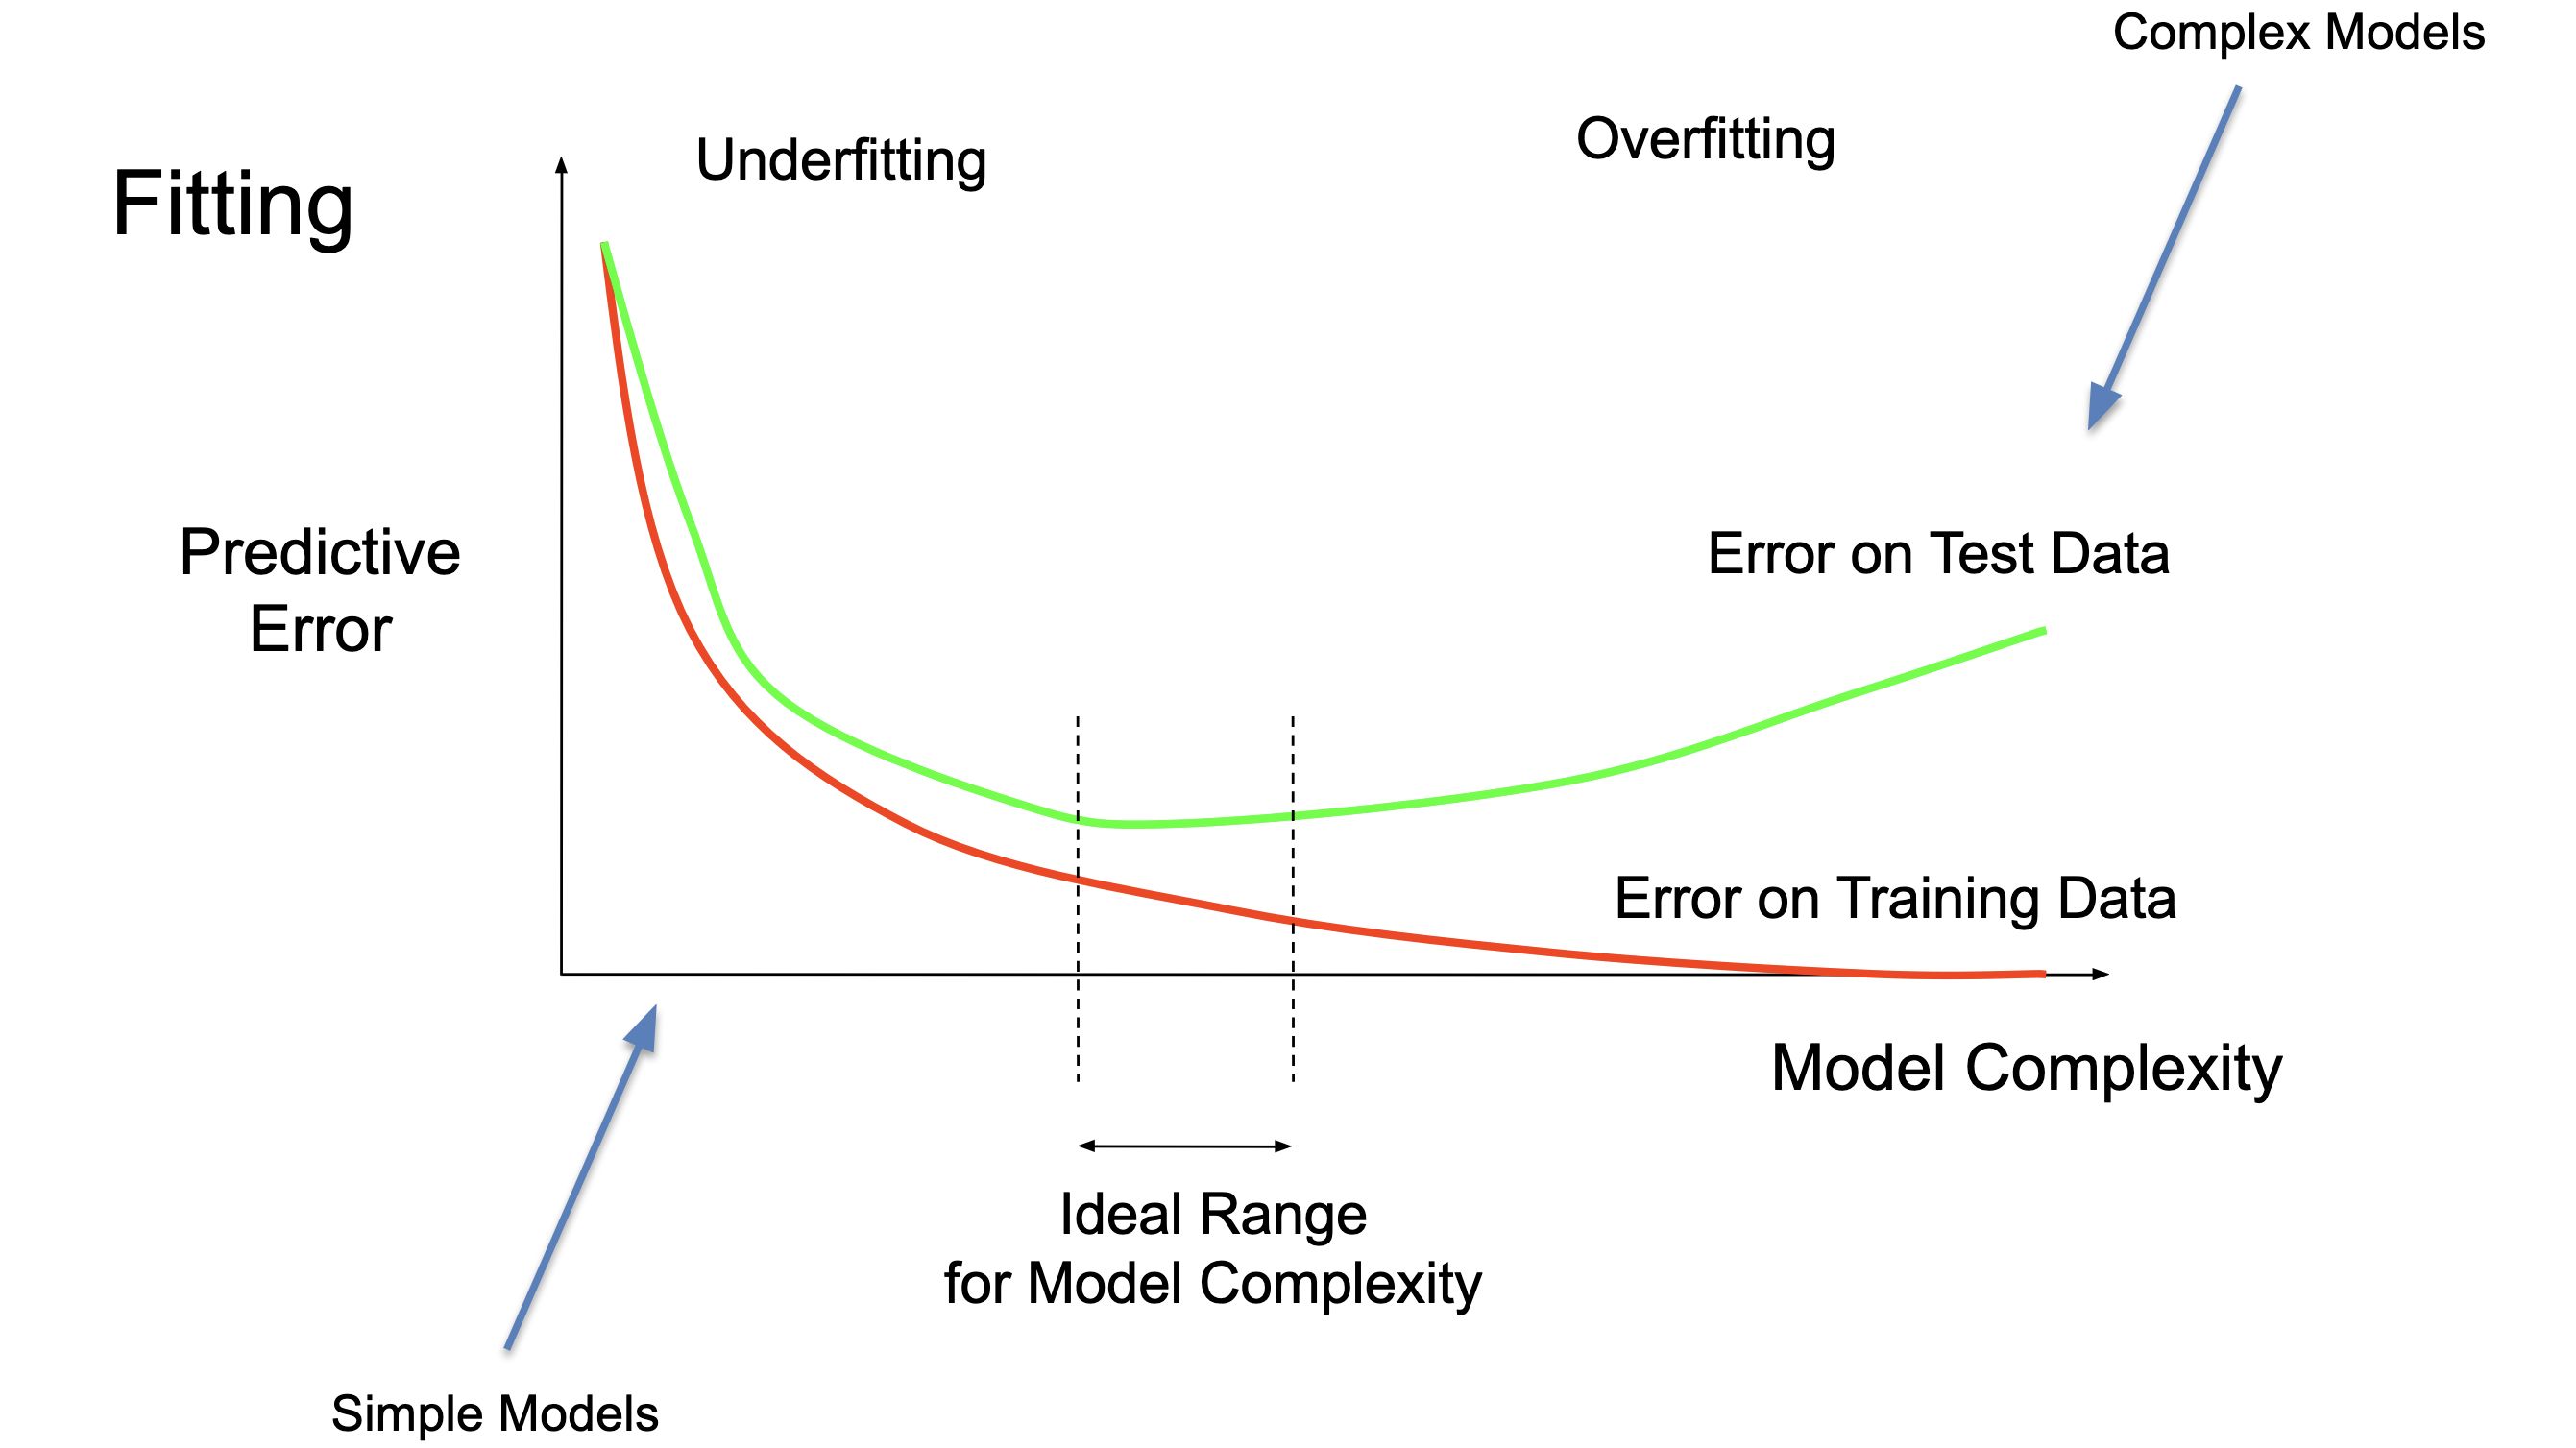 Complex Models
Underfitting
Overfitting
Fitting
Predictive
Error
Error on Test Data
Error on Training Data
Model Complexity
Ideal Range
for Model Complexity
Simple Models